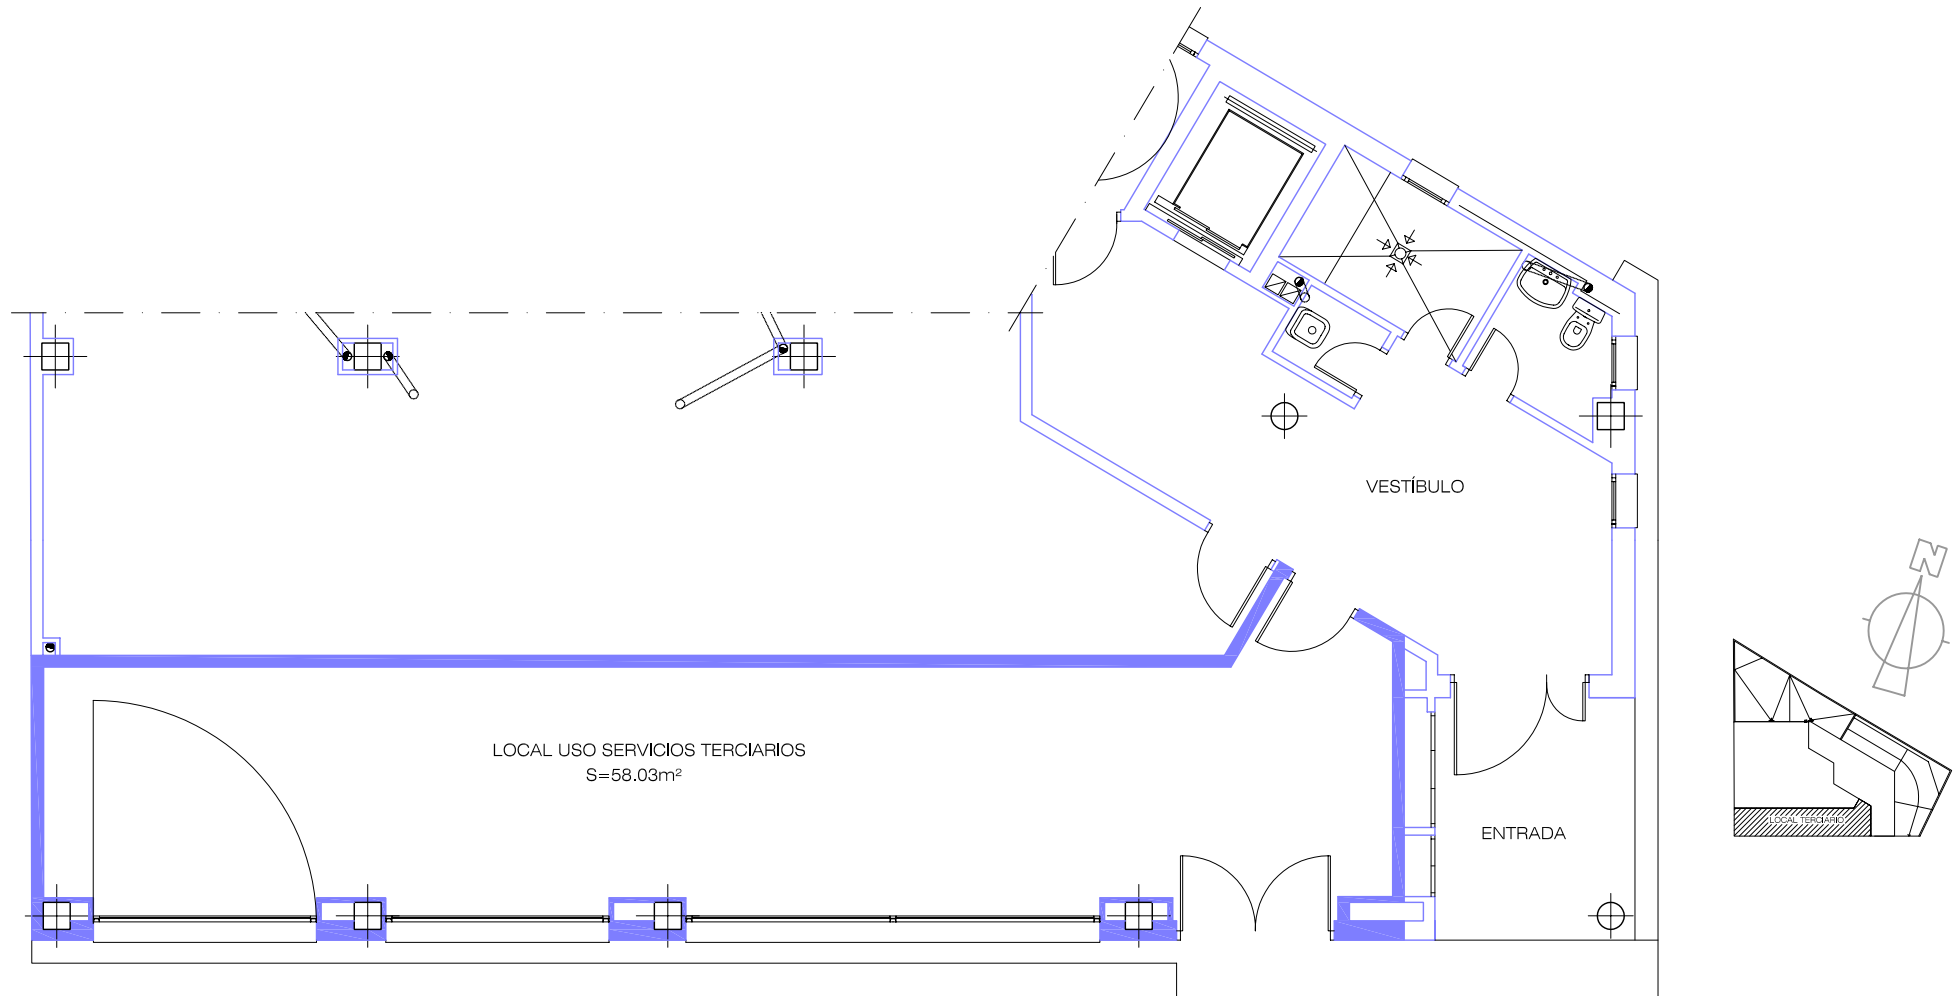 VESTÍBULO
N
LOCAL USO SERVICIOS TERCIARIOS
S=58.03m²
LOCAL TERCIARIO
ENTRADA